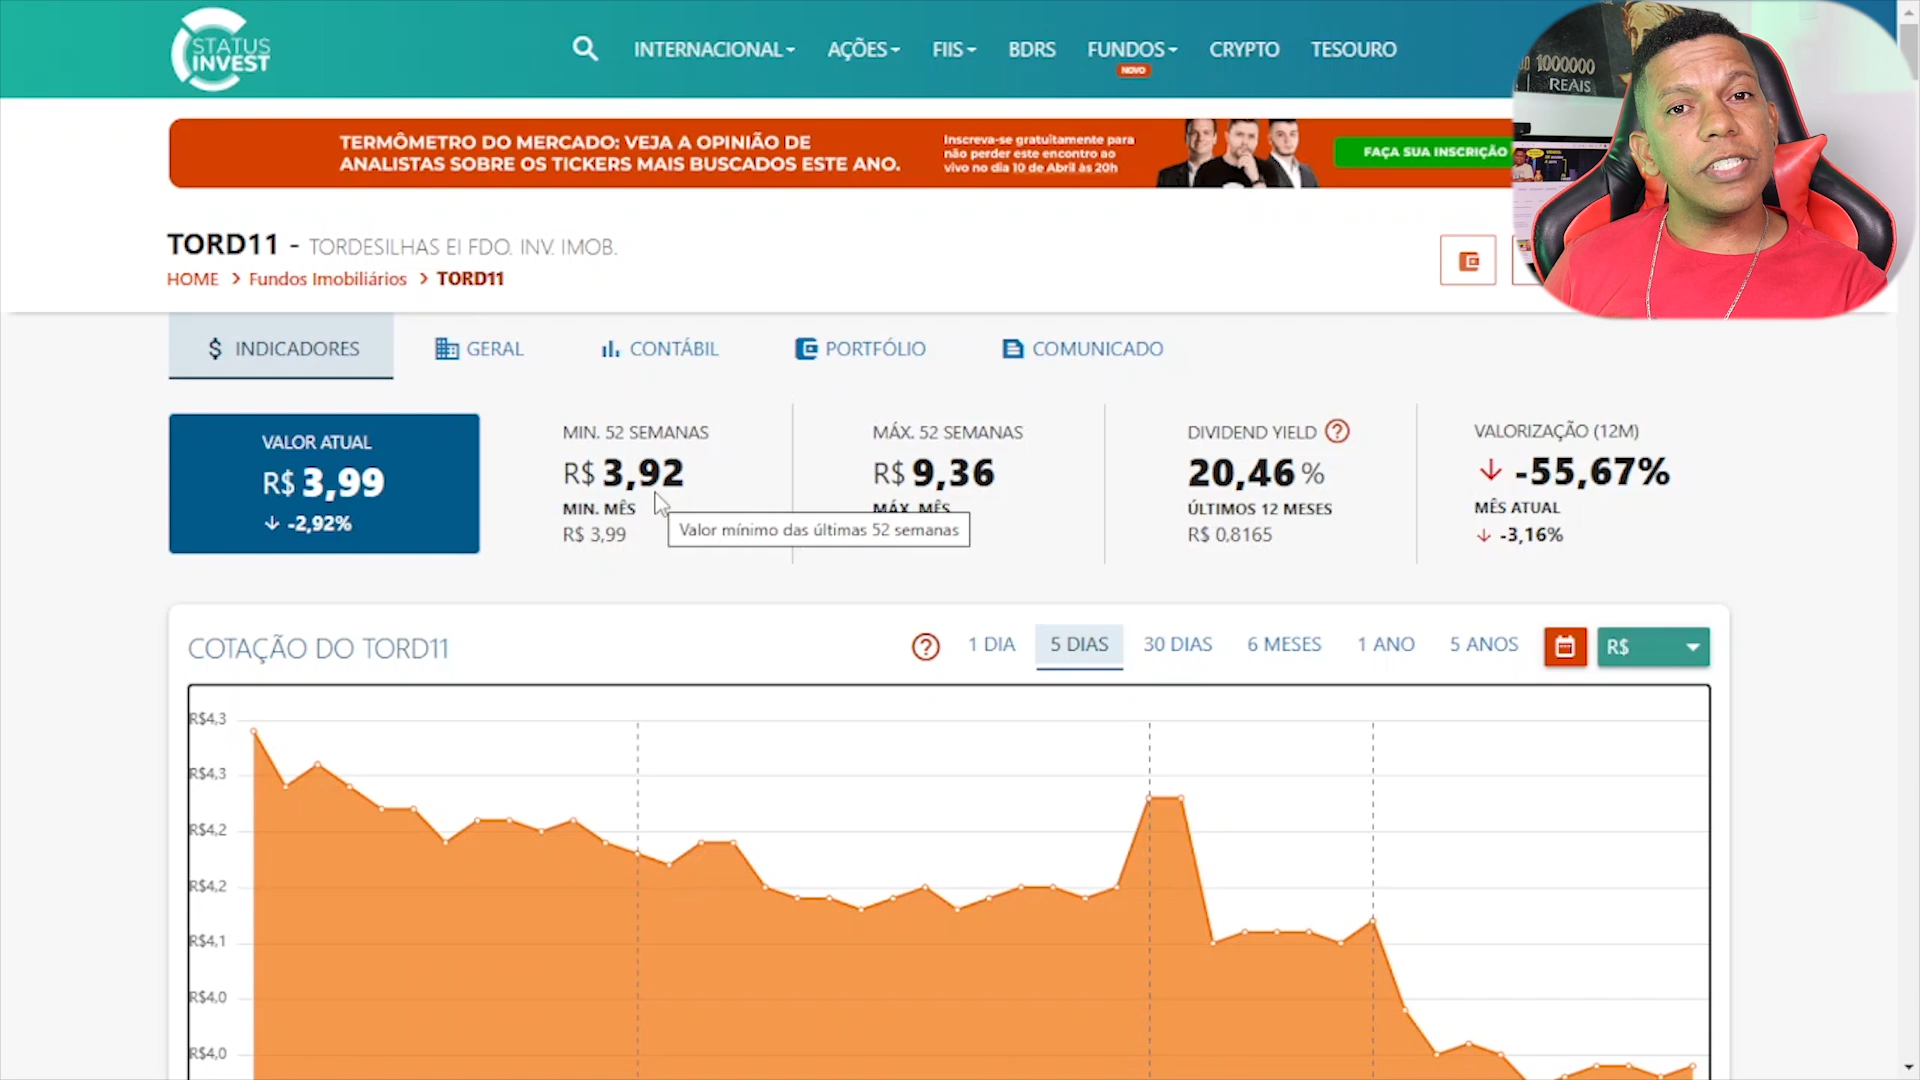 STATUS
INVEST
INTERNACIONAL
AÇÕES
FIIS
BDRS
FUNDOS
NOVO
CRYPTO
TESOURO
1000000
REAIS
TERMÔMETRO DO MERCADO: VEJA A OPINIÃO DE
ANALISTAS SOBRE OS TICKERS MAIS BUSCADOS ESTE ANO.
Inscreva-se gratuitamente para
não perder este encontro ao
vivo no dia 10 de Abril às 20h
FAÇA SUA INSCRIÇÃO
TORD11 - TORDESILHAS EI FDO. INV. IMOB.
HOME > Fundos Imobiliários > TORD11
INDICADORES
GERAL
CONTÁBIL
PORTFÓLIO
COMUNICADO
VALOR ATUAL
R$ 3,99
-2,92%
MIN. 52 SEMANAS
R$ 3,92
MIN. MÊS
R$ 3,99
Valor mínimo das últimas 52 semanas
MÁX. 52 SEMANAS
R$ 9,36
MÁX. MÊS
DIVIDEND YIELD
20,46 %
ÚLTIMOS 12 MESES
R$ 0,8165
VALORIZAÇÃO (12M)
-55,67%
MÊS ATUAL
-3,16%
COTAÇÃO DO TORD11
1 DIA
5 DIAS
30 DIAS
6 MESES
1 ANO
5 ANOS
R$
R$4,3
R$4,3
R$4,2
R$4,2
R$4,1
R$4,0
R$4,0